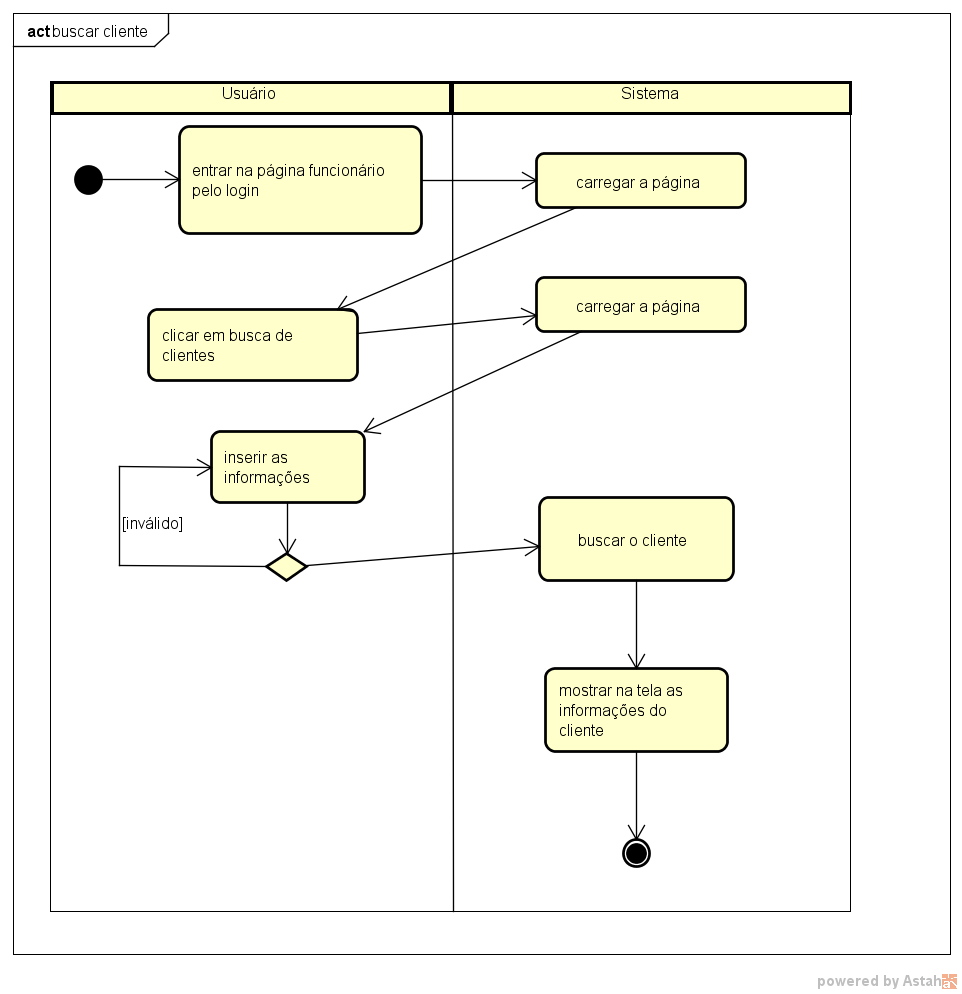 act buscar cliente
Usuário
Sistema
entrar na página funcionário
pelo login
carregar a página
clicar em busca de
clientes
carregar a página
inserir as
informações
[inválido]
buscar o cliente
mostrar na tela as
informações do
cliente
powered by Astah